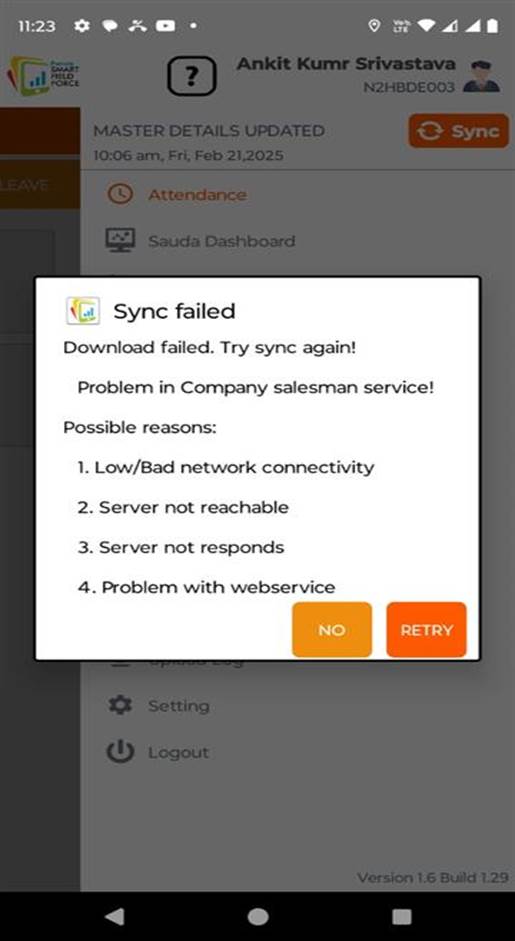 11:23
VoLTE
SMART
FIELD
FORCE
?
Ankit Kumr Srivastava
N2HBDE003
MASTER DETAILS UPDATED
Sync
10:06 am, Fri, Feb 21,2025
LEAVE
Attendance
Sauda Dashboard
Sync failed
Download failed. Try sync again!
Problem in Company salesman service!
Possible reasons:
1. Low/Bad network connectivity
2. Server not reachable
3. Server not responds
4. Problem with webservice
NO
RETRY
Upload Log
Setting
Logout
Version 1.6 Build 1.29